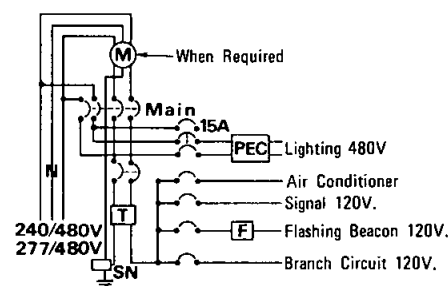 M
When Required
Main
15A
PEC
Lighting 480V
N
Air Conditioner
Signal 120V.
T
240/480V
F
Flashing Beacon 120V.
277/480V
SN
Branch Circuit 120V.